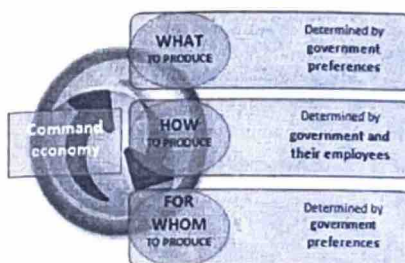 Command
economy
WHAT
TO PRODUCE
Determined by
government
preferences
HOW
TO PRODUCE
Determined by
government and
their employees
FOR
WHOM
TO PRODUCE
Determined by
government
preferences